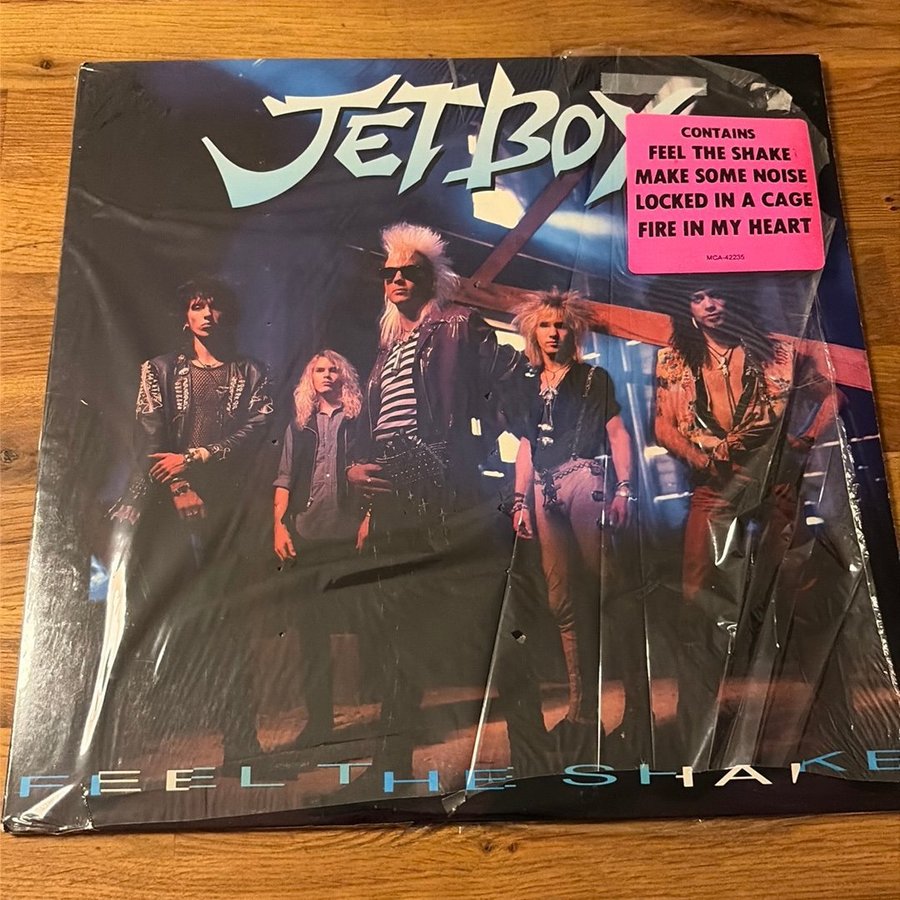 JETBOY
CONTAINS
FEEL THE SHAKE
MAKE SOME NOISE
LOCKED IN A CAGE
FIRE IN MY HEART
MCA-42235
FEEL THE SHAKE